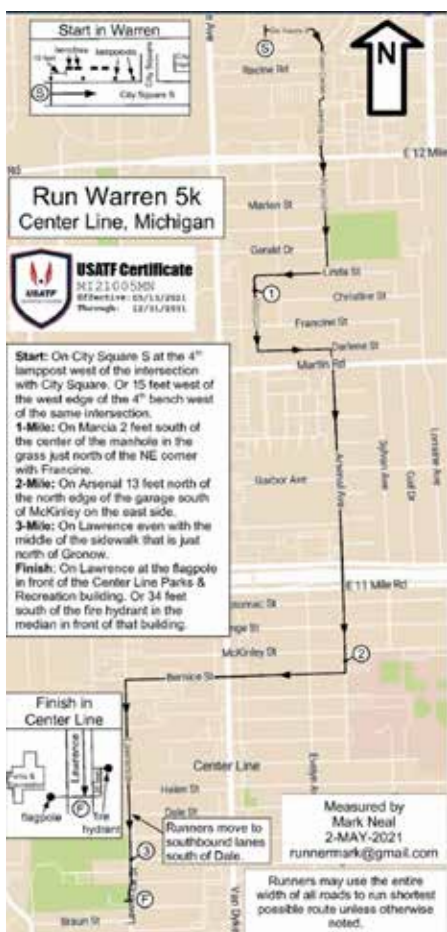 Start in Warren
benches
lampposts
City Square
15 feet
S
City Square S
City Square S
S
Racine Rd
N
E 12 Mile
Run Warren 5k
Center Line, Michigan
USATF Certificate
MI21005MN
USATF
Marlen St
Gerald Dr
Linda St
1
Christine St
Francine St
Darlene St
Martin Rd
Start: On City Square S at the 4th
lamppost west of the intersection
with City Square. Or 15 feet west of
the west edge of the 4th bench west
of the same intersection.
1-Mile: On Marcia 2 feet south of
the center of the manhole in the
grass just north of the NE corner
with Francine.
2-Mile: On Arsenal 13 feet north of
the north edge of the garage south
of McKinley on the east side.
3-Mile: On Lawrence even with the
middle of the sidewalk that is just
north of Gronow.
Finish: On Lawrence at the flagpole
in front of the Center Line Parks &
Recreation building. Or 34 feet
south of the fire hydrant in the
median in front of that building.
Arsenal Ave
Sylvan Ave
Lorraine Ave
E 11 Mile Rd
McKinley St
2
Bernice St
Finish in
Center Line
Lawrence
F
flagpole
fire
hydrant
Center Line
Helen St
Dale St
Runners move to
southbound lanes
south of Dale.
3
F
Braun St
Measured by
Mark Neal
2-MAY-2021
runnermark@gmail.com
Runners may use the entire
width of all roads to run shortest
possible route unless otherwise
noted.